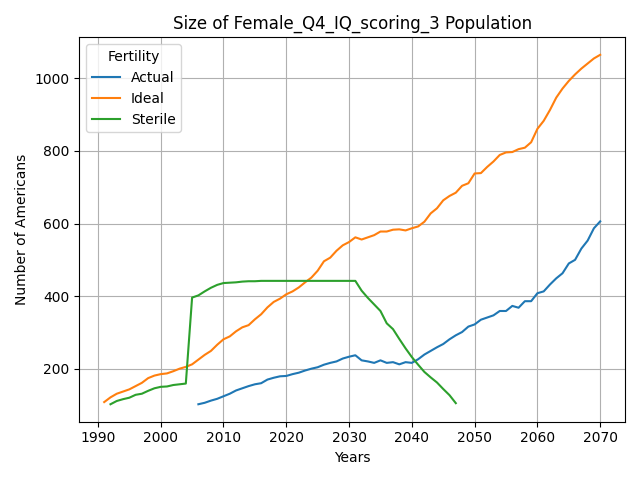 Size of Female_Q4_IQ_scoring_3 Population
Fertility
Actual
Ideal
Sterile
Number of Americans
1000
800
600
400
200
1990 2000 2010 2020 2030 2040 2050 2060 2070
Years